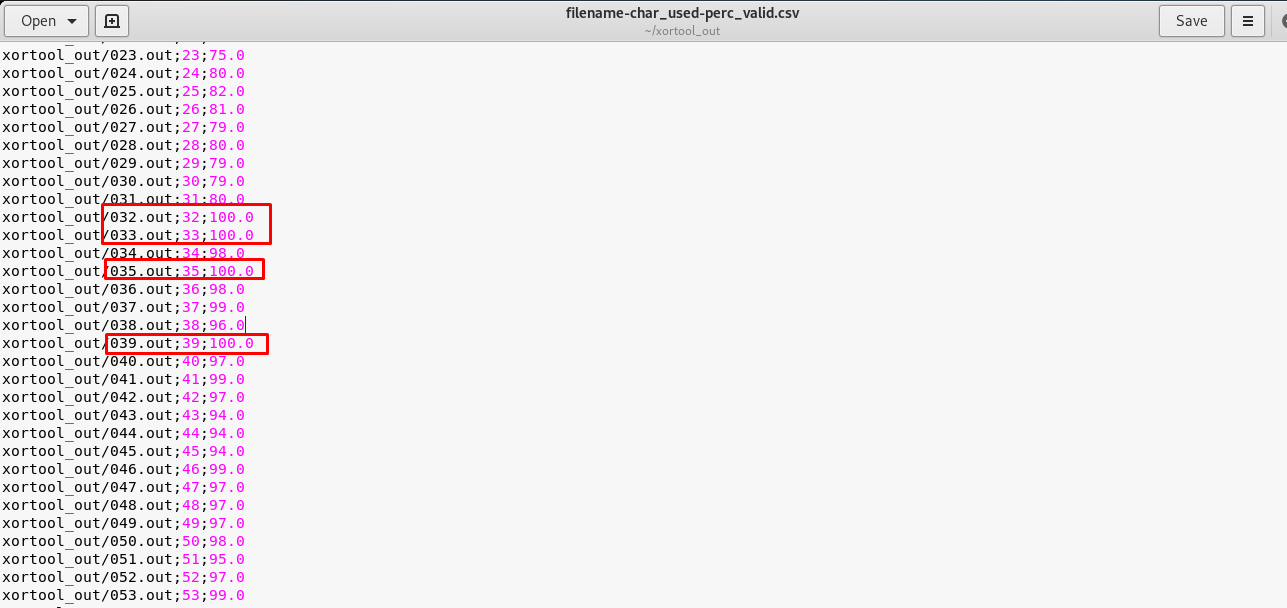 Open
filename-char_used-perc_valid.csv
~/xortool_out
Save
xortool_out/023.out;23;75.0
xortool_out/024.out;24;80.0
xortool_out/025.out;25;82.0
xortool_out/026.out;26;81.0
xortool_out/027.out;27;79.0
xortool_out/028.out;28;80.0
xortool_out/029.out;29;79.0
xortool_out/030.out;30;79.0
xortool_out/031.out;31;80.0
xortool_out/032.out;32;100.0
xortool_out/033.out;33;100.0
xortool_out/034.out;34;98.0
xortool_out/035.out;35;100.0
xortool_out/036.out;36;98.0
xortool_out/037.out;37;99.0
xortool_out/038.out;38;96.0
xortool_out/039.out;39;100.0
xortool_out/040.out;40;97.0
xortool_out/041.out;41;99.0
xortool_out/042.out;42;97.0
xortool_out/043.out;43;94.0
xortool_out/044.out;44;94.0
xortool_out/045.out;45;94.0
xortool_out/046.out;46;99.0
xortool_out/047.out;47;97.0
xortool_out/048.out;48;97.0
xortool_out/049.out;49;97.0
xortool_out/050.out;50;98.0
xortool_out/051.out;51;95.0
xortool_out/052.out;52;97.0
xortool_out/053.out;53;99.0